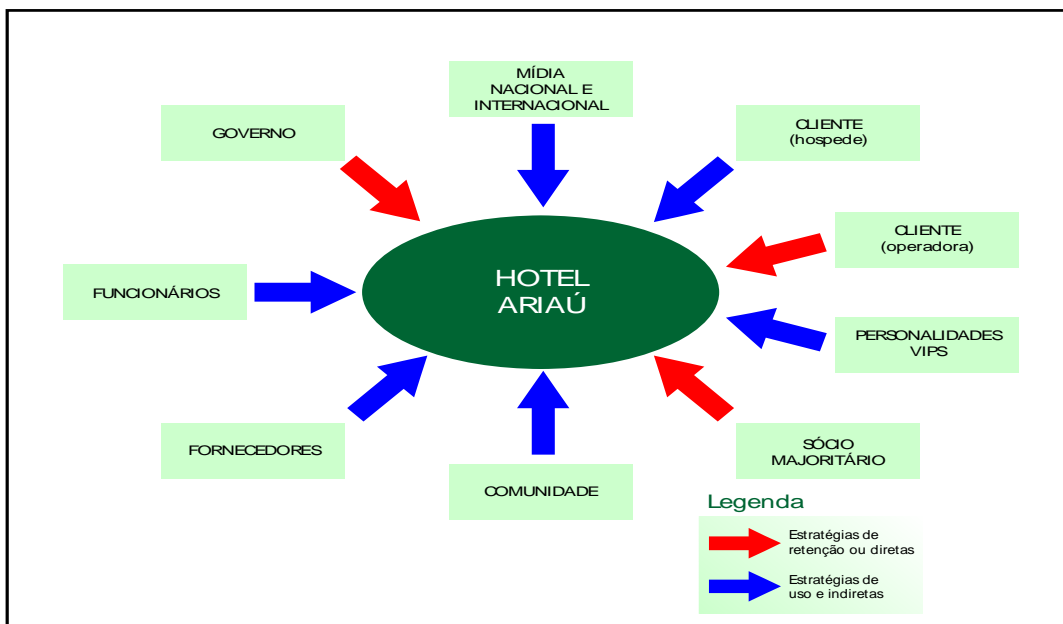 MÍDIA
NACIONAL E
INTERNACIONAL
GOVERNO
CLIENTE
(hospede)
CLIENTE
(operadora)
HOTEL
ARIAÚ
FUNCIONÁRIOS
PERSONALIDADES
VIPS
FORNECEDORES
SÓCIO
MAJORITÁRIO
COMUNIDADE
Legenda
Estratégias de
retenção ou diretas
Estratégias de
uso e indiretas